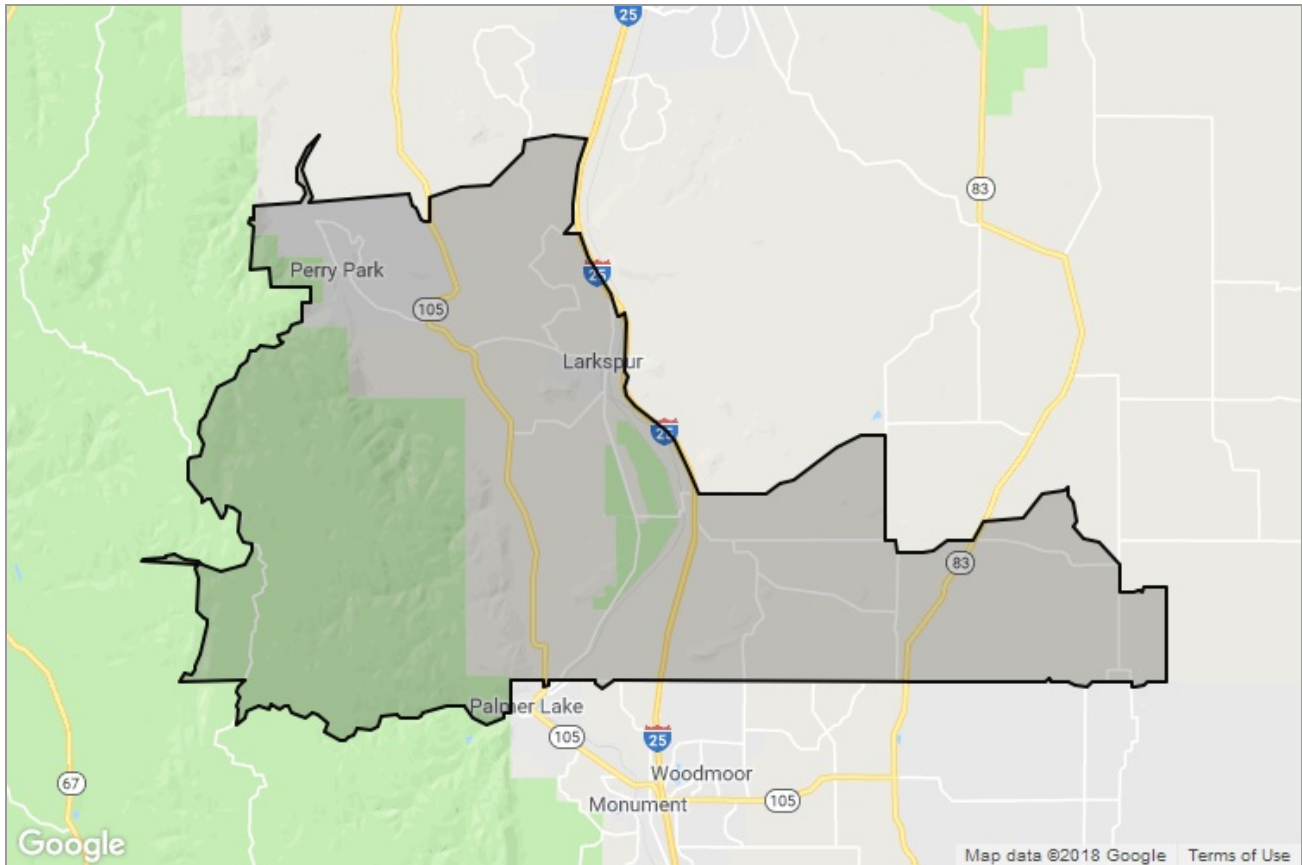 25
83
Perry Park
25
105
Larkspur
25
83
Palmer Lake
105
25
Woodmoor
67
Monument
105
Google
Map data ©2018 Google
Terms of Use